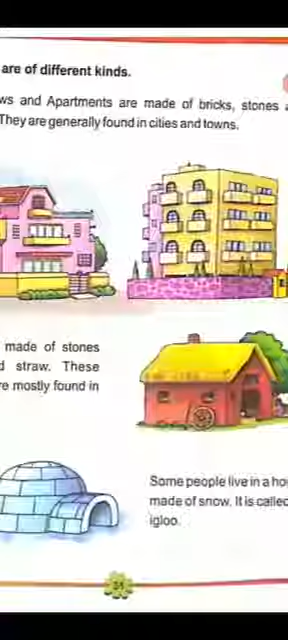 are of different kinds.
ws and Apartments are made of bricks, stones a
They are generally found in cities and towns.
made of stones
d straw. These
re mostly found in
Some people live in a ho
made of snow. It is calle
igloo.
31